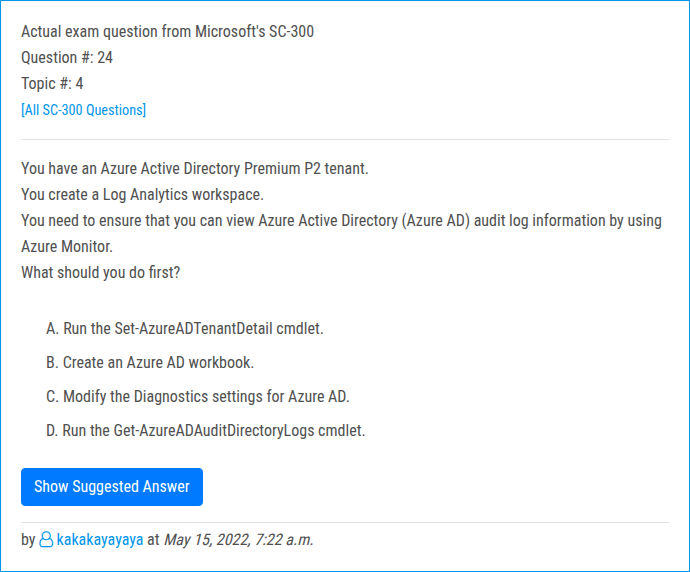 Actual exam question from Microsoft's SC-300
Question #: 24
Topic #: 4
[All SC-300 Questions]
You have an Azure Active Directory Premium P2 tenant.
You create a Log Analytics workspace.
You need to ensure that you can view Azure Active Directory (Azure AD) audit log information by using
Azure Monitor.
What should you do first?
A. Run the Set-AzureADTenantDetail cmdlet.
B. Create an Azure AD workbook.
C. Modify the Diagnostics settings for Azure AD.
D. Run the Get-AzureADAuditDirectoryLogs cmdlet.
Show Suggested Answer
by kakakayayaya at May 15, 2022, 7:22 a.m.